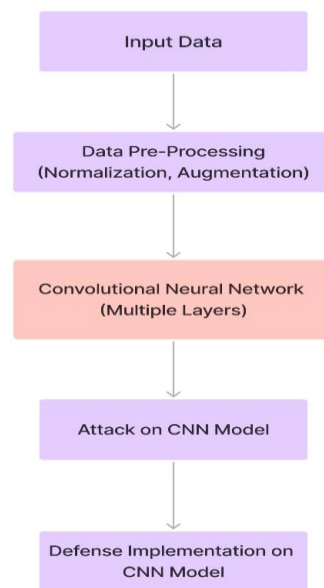 Input Data
Data Pre-Processing
(Normalization, Augmentation)
Convolutional Neural Network
(Multiple Layers)
Attack on CNN Model
Defense Implementation on
CNN Model